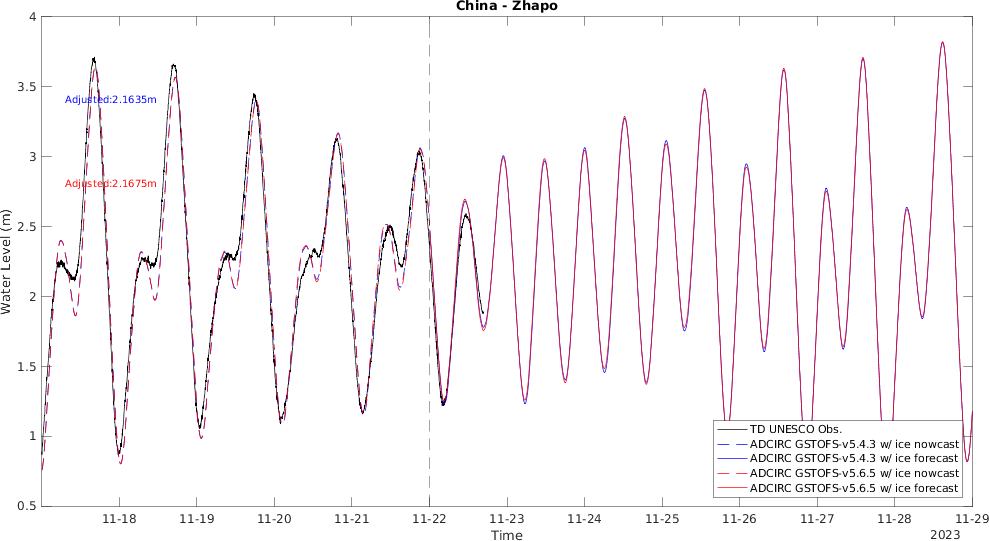 China - Zhapo
4
3.5
3
2.5
2
1.5
1
0.5
Water Level (m)
Adjusted:2.1635m
Adjusted:2.1675m
TD UNESCO Obs.
ADCIRC GSTOFS-v5.4.3 w/ ice nowcast
ADCIRC GSTOFS-v5.4.3 w/ ice forecast
ADCIRC GSTOFS-v5.6.5 w/ ice nowcast
ADCIRC GSTOFS-v5.6.5 w/ ice forecast
11-18 11-19 11-20 11-21 11-22 11-23 11-24 11-25 11-26 11-27 11-28 11-29
Time
2023